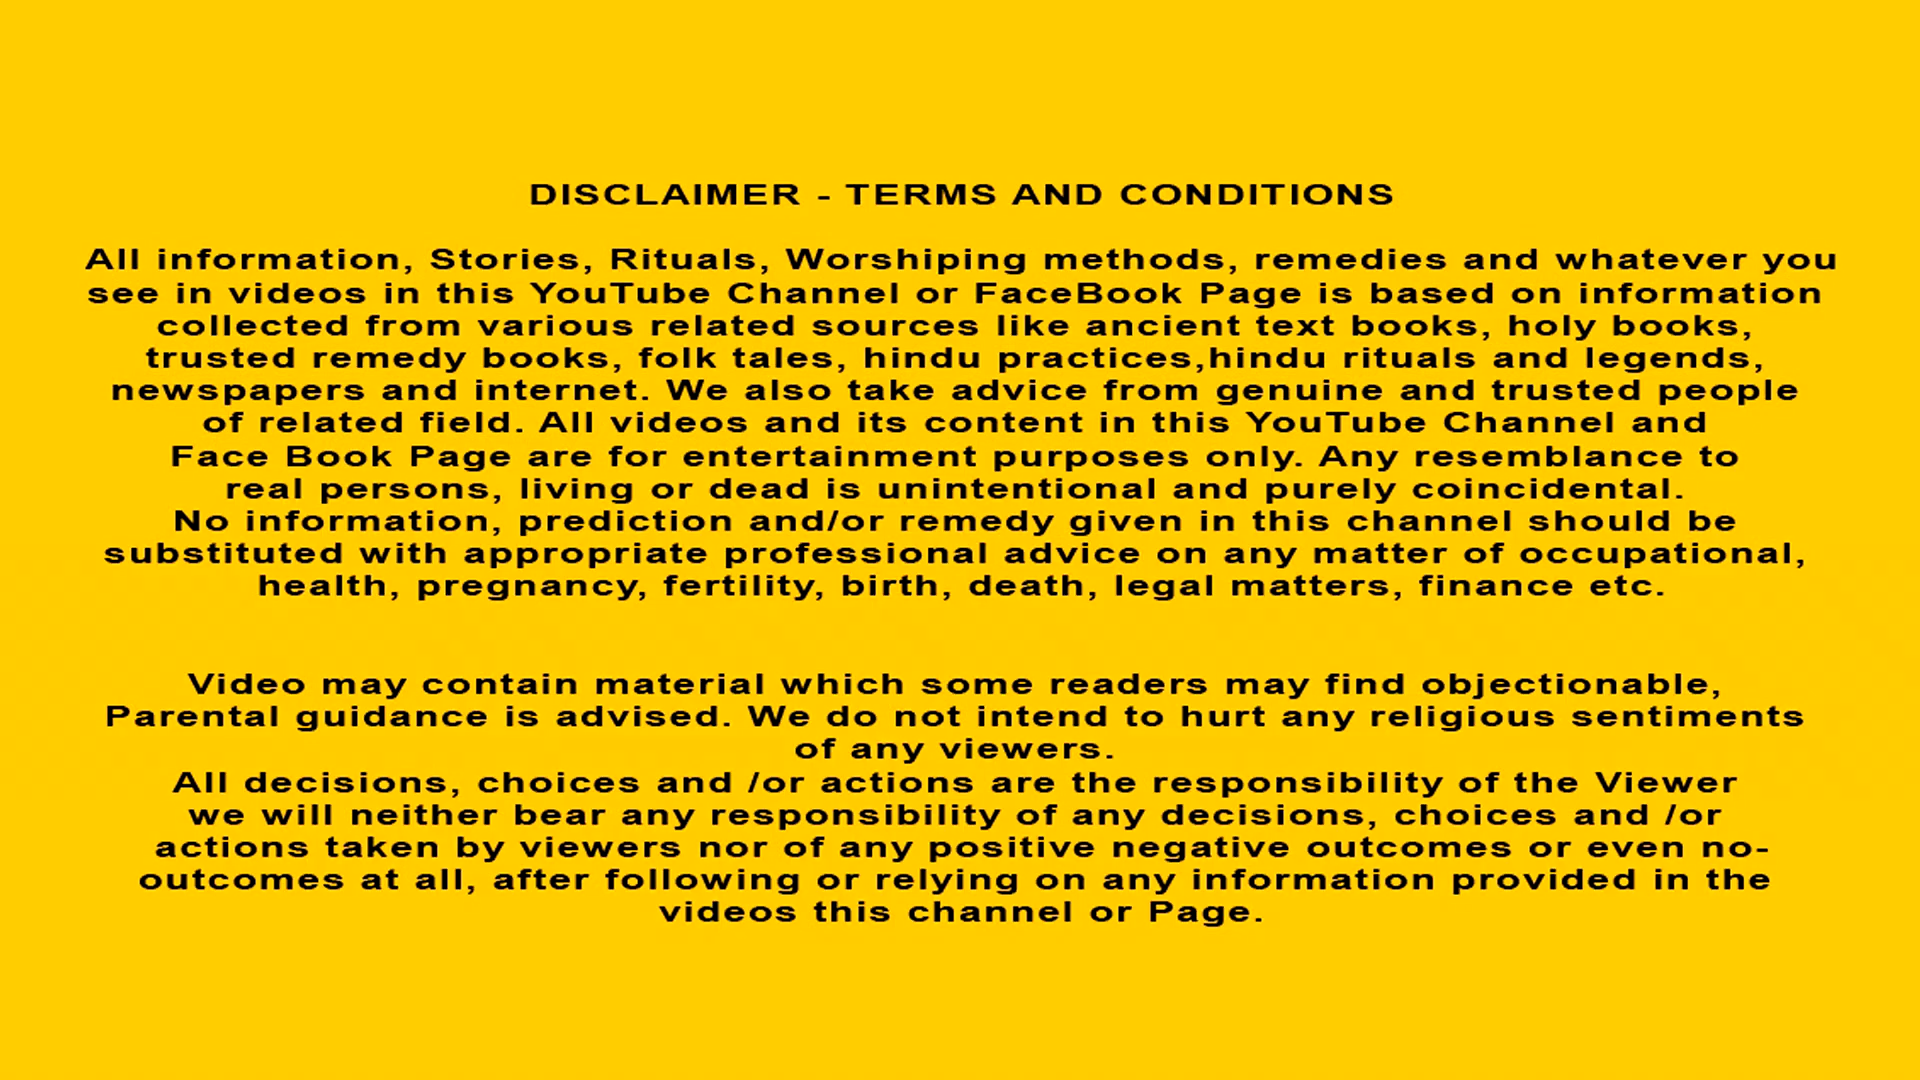 DISCLAIMER - TERMS AND CONDITIONS
All information, Stories, Rituals, Worshiping methods, remedies and whatever you
see in videos in this YouTube Channel or FaceBook Page is based on information
collected from various related sources like ancient text books, holy books,
trusted remedy books, folk tales, hindu practices,hindu rituals and legends,
newspapers and internet. We also take advice from genuine and trusted people
of related field. All videos and its content in this YouTube Channel and
Face Book Page are for entertainment purposes only. Any resemblance to
real persons, living or dead is unintentional and purely coincidental.
No information, prediction and/or remedy given in this channel should be
substituted with appropriate professional advice on any matter of occupational,
health, pregnancy, fertility, birth, death, legal matters, finance etc.
Video may contain material which some readers may find objectionable,
Parental guidance is advised. We do not intend to hurt any religious sentiments
of any viewers.
All decisions, choices and /or actions are the responsibility of the Viewer
we will neither bear any responsibility of any decisions, choices and /or
actions taken by viewers nor of any positive negative outcomes or even no-
outcomes at all, after following or relying on any information provided in the
videos this channel or Page.